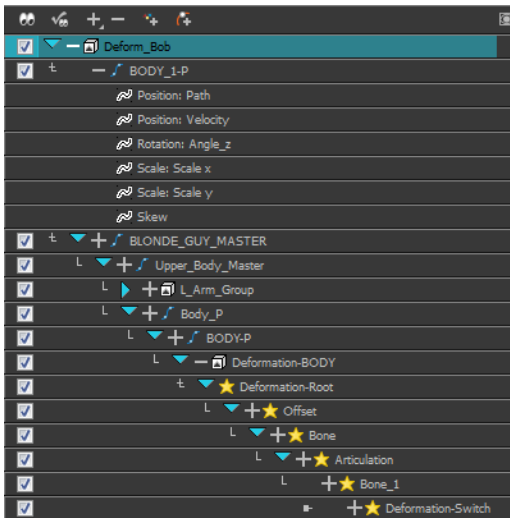 Deform_Bob
BODY_1-P
Position: Path
Position: Velocity
Rotation: Angle_z
Scale: Scale x
Scale: Scale y
Skew
BLONDE_GUY_MASTER
Upper_Body_Master
L_Arm_Group
Body_P
BODY-P
Deformation-BODY
Deformation-Root
Offset
Bone
Articulation
Bone_1
Deformation-Switch